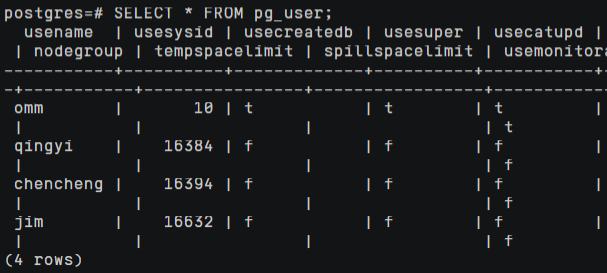 postgres=# SELECT * FROM pg_user;
  usename  | usesysid | usecreatedb | usesuper | usecatupd |
 | nodegroup | tempspacelimit | spillspacelimit | usemonitora
-----------+----------+-------------+----------+-----------+
-+-----------+----------------+-----------------+------------
 omm       |       10 | t           | t        | t         |
 |           |                |                 | t
 qingyi    |    16384 | f           | f        | f         |
 |           |                |                 | f
 chencheng |    16394 | f           | f        | f         |
 |           |                |                 | f
 jim       |    16632 | f           | f        | f         |
 |           |                |                 | f
(4 rows)